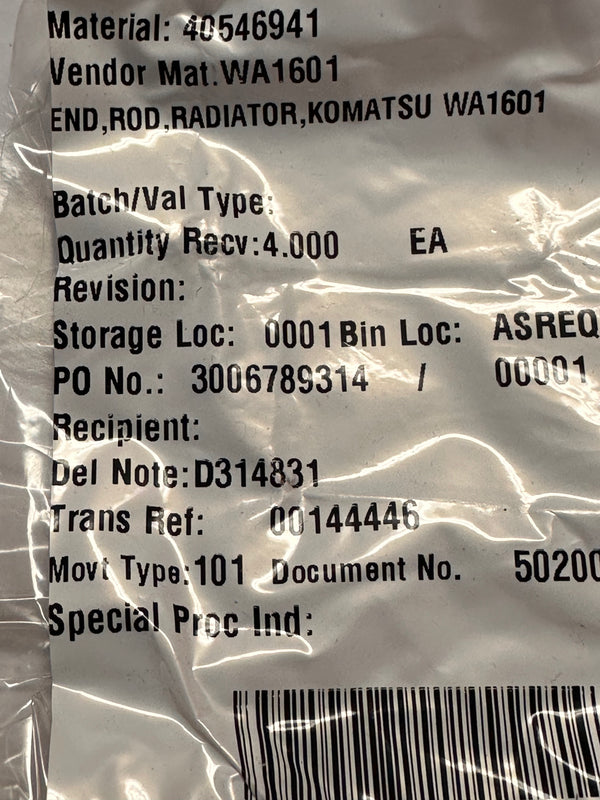 Material: 40546941
Vendor Mat.WA1601
END,ROD,RADIATOR,KOMATSU WA1601
Batch/Val Type:
Quantity Recv:4.000 EA
Revision:
Storage Loc: 0001 Bin Loc: ASREQ
PO No.: 3006789314 / 00001
Recipient:
Del Note:D314831
Trans Ref: 00144446
Movt Type:101 Document No. 50200
Special Proc Ind: